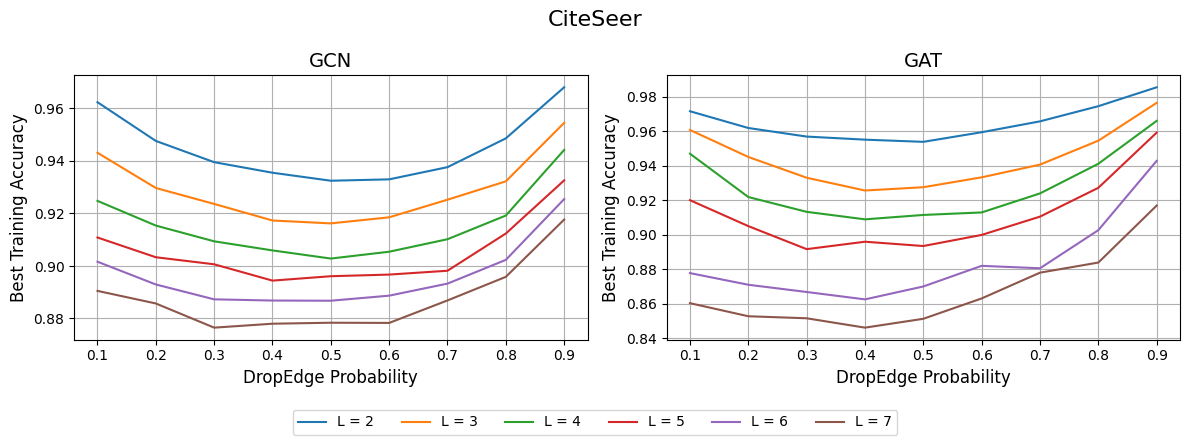 CiteSeer
GCN
Best Training Accuracy
0.96
0.94
0.92
0.90
0.88
0.1 0.2 0.3 0.4 0.5 0.6 0.7 0.8 0.9
DropEdge Probability
GAT
Best Training Accuracy
0.98
0.96
0.94
0.92
0.90
0.88
0.86
0.84
0.1 0.2 0.3 0.4 0.5 0.6 0.7 0.8 0.9
DropEdge Probability
L = 2 L = 3 L = 4 L = 5 L = 6 L = 7